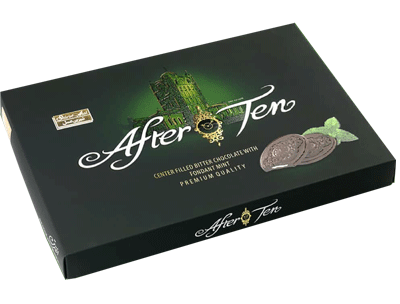 After Ten
CENTER FILLED BITTER CHOCOLATE WITH
FONDANT MINT
PREMIUM QUALITY
After Ten